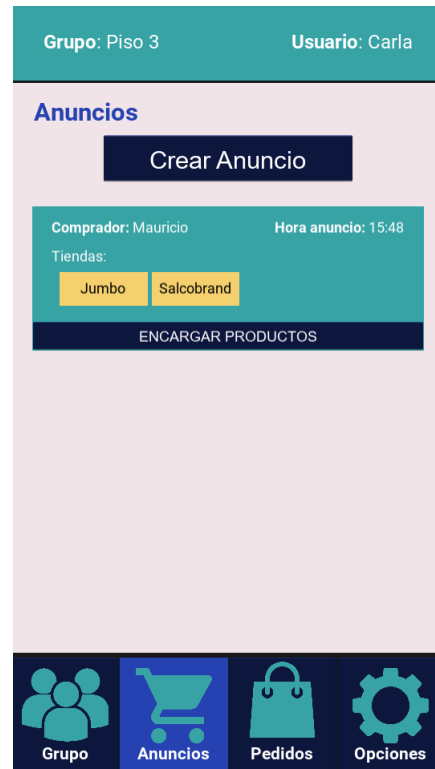 Grupo: Piso 3 Usuario: Carla
Anuncios
Crear Anuncio
Comprador: Mauricio Hora anuncio: 15:48
Tiendas:
Jumbo Salcobrand
ENCARGAR PRODUCTOS
Grupo Anuncios Pedidos Opciones